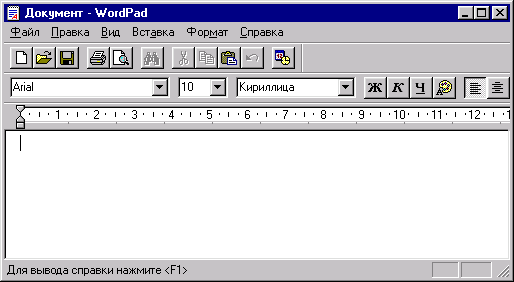 Документ - WordPad
Файл Правка Вид Вставка Формат Справка
Arial 10 Кириллица Ж К Ч
1 2 3 4 5 6 7 8 9 10 11 12
Для вывода справки нажмите <F1>